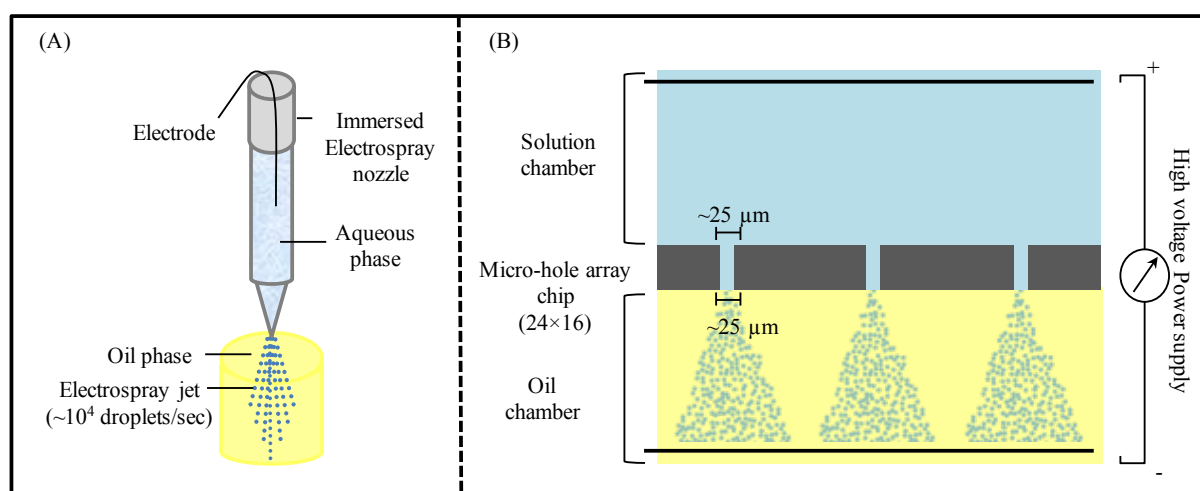 (A)
Electrode
Immersed
Electrospray
nozzle
Aqueous
phase
Oil phase
Electrospray jet
(~10⁴ droplets/sec)
(B)
+
Solution
chamber
~25 µm
Micro-hole array
chip
(24×16)
~25 µm
Oil
chamber
High voltage Power supply
-